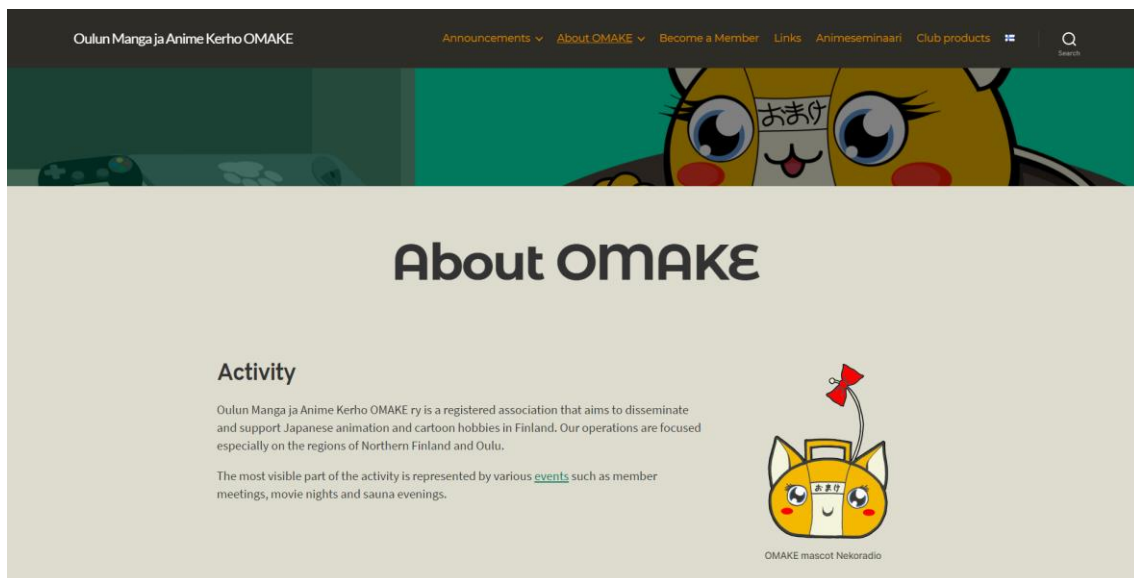 Oulun Manga ja Anime Kerho OMAKE
Announcements
About OMAKE
Become a Member
Links
Animeseminaari
Club products
Search
おまけ
About OMAKE
Activity
Oulun Manga ja Anime Kerho OMAKE ry is a registered association that aims to disseminate
and support Japanese animation and cartoon hobbies in Finland. Our operations are focused
especially on the regions of Northern Finland and Oulu.
The most visible part of the activity is represented by various events such as member
meetings, movie nights and sauna evenings.
おまけ
OMAKE mascot Nekoradio